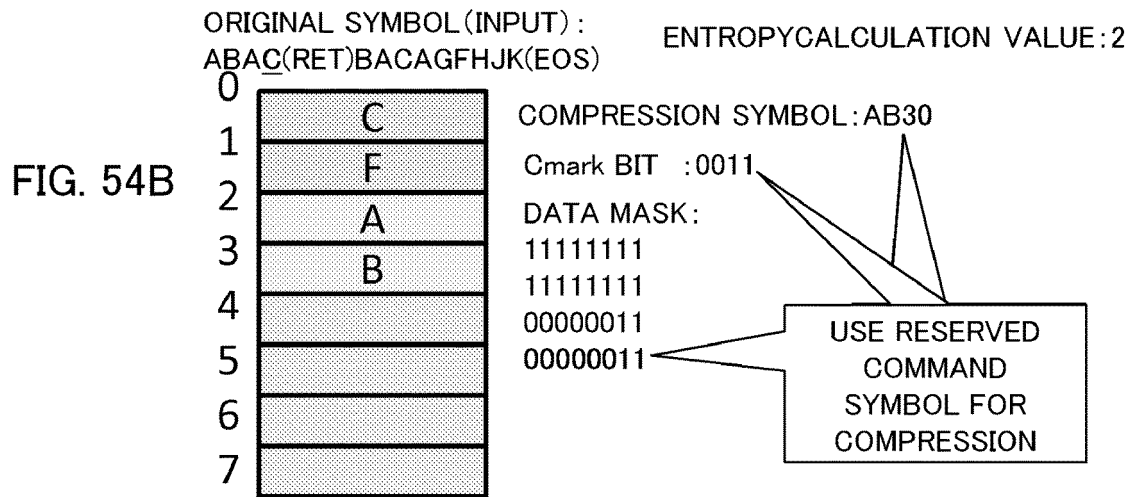 ORIGINAL SYMBOL(INPUT):
ABAC(RET)BACAGFHJK(EOS)
ENTROPYCALCULATION VALUE:2
FIG. 54B
0
C
1
F
2
A
3
B
4
5
6
7
COMPRESSION SYMBOL:AB30
Cmark BIT :0011
DATA MASK:
11111111
11111111
00000011
00000011
USE RESERVED
COMMAND
SYMBOL FOR
COMPRESSION